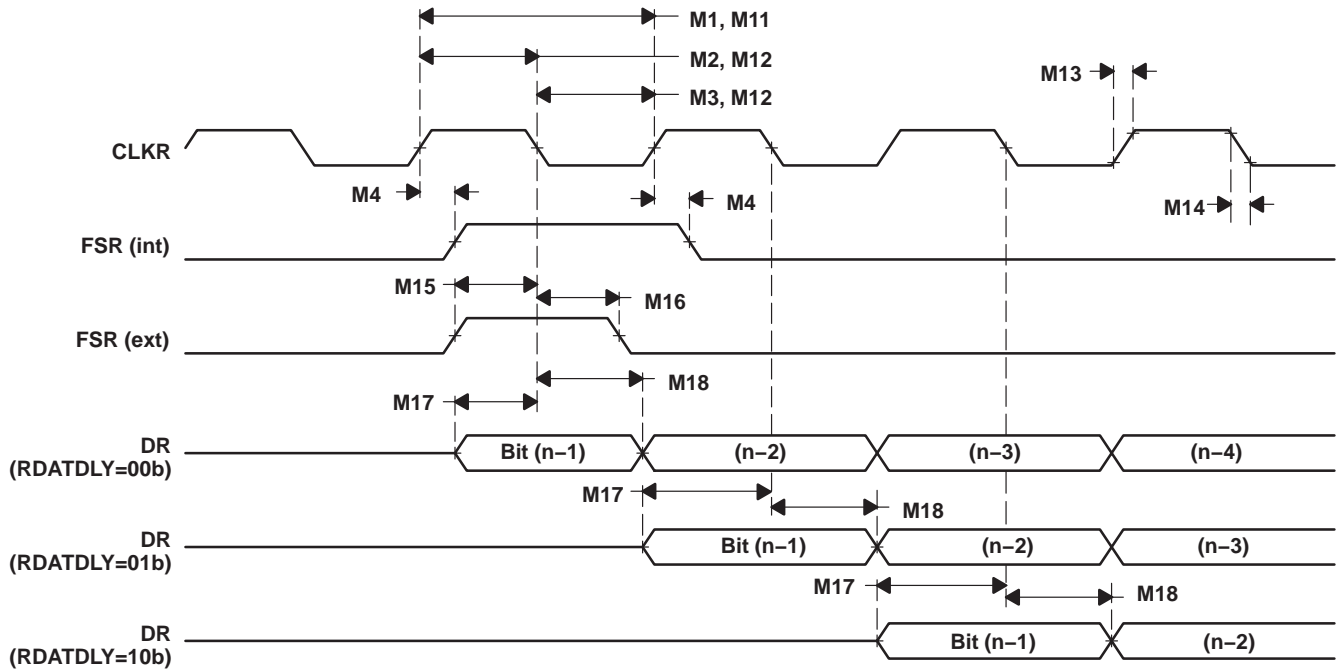 M1, M11
M2, M12
M13
M3, M12
CLKR
M4
M4
M14
FSR (int)
M15
M16
FSR (ext)
M18
M17
DR
(RDATDLY=00b)
Bit (n−1)
(n−2)
(n−3)
(n−4)
M17
M18
DR
(RDATDLY=01b)
Bit (n−1)
(n−2)
(n−3)
M17
M18
DR
(RDATDLY=10b)
Bit (n−1)
(n−2)